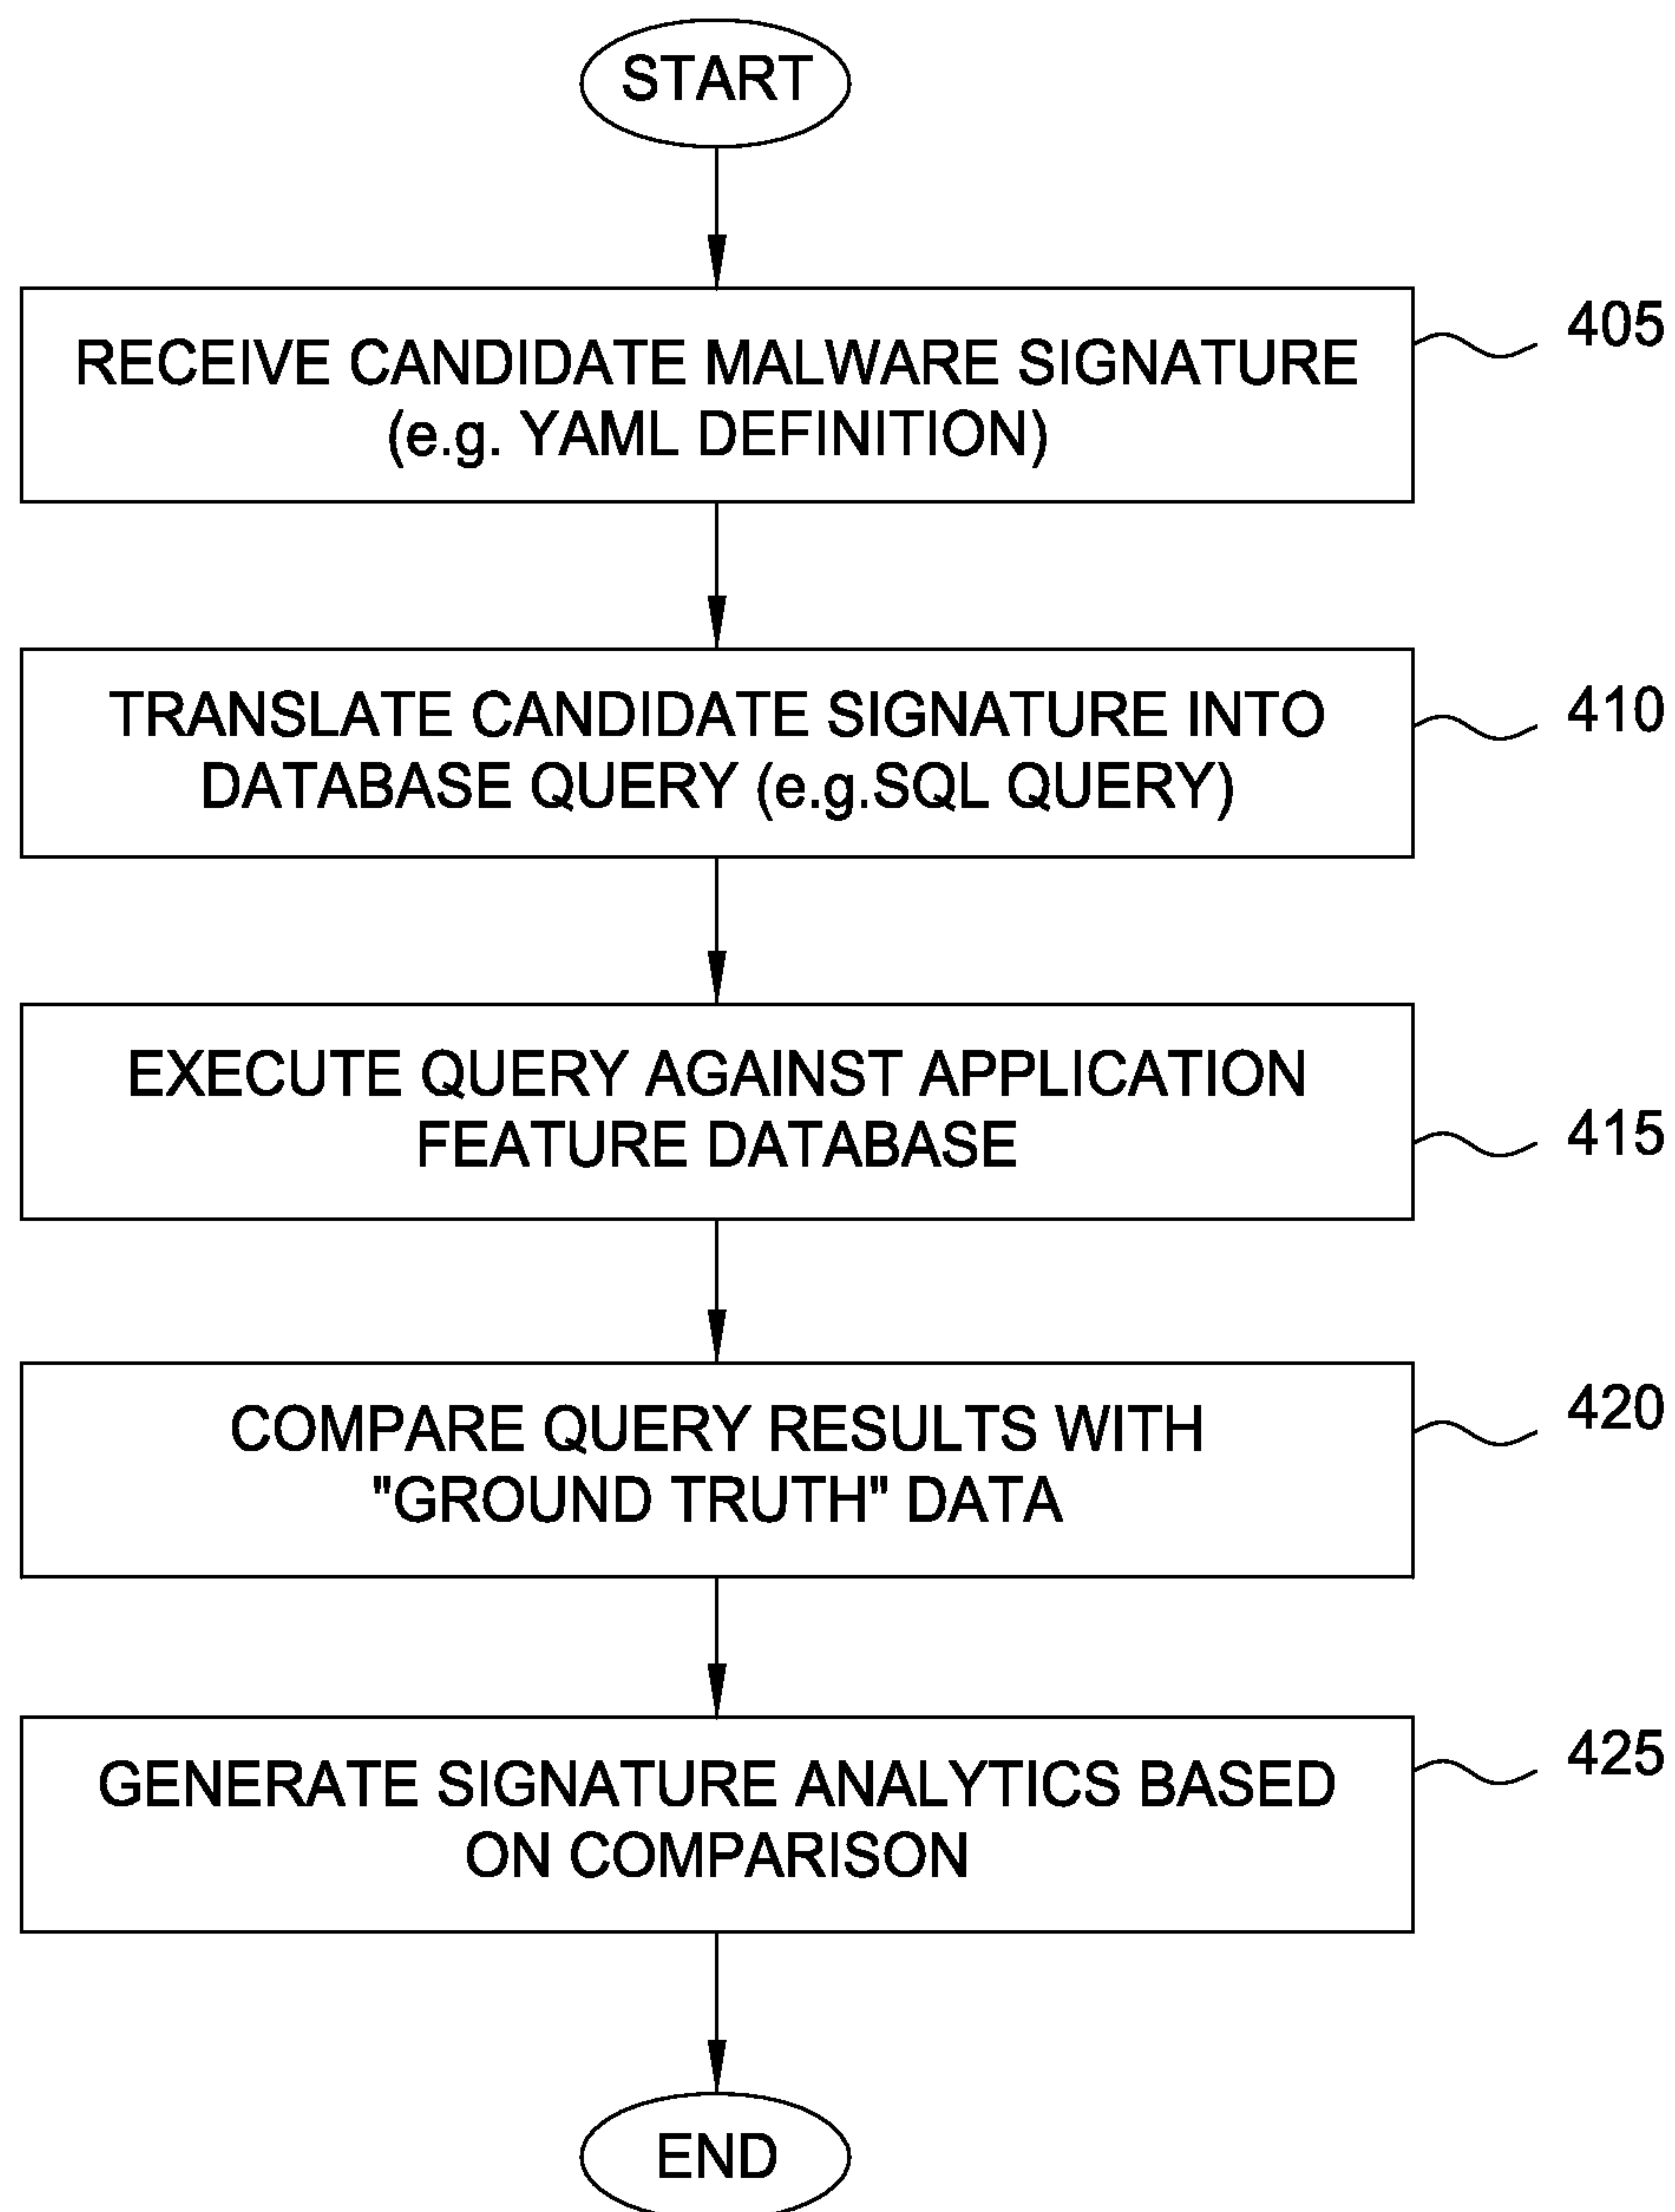 START
RECEIVE CANDIDATE MALWARE SIGNATURE
(e.g. YAML DEFINITION)
405
TRANSLATE CANDIDATE SIGNATURE INTO
DATABASE QUERY (e.g.SQL QUERY)
410
EXECUTE QUERY AGAINST APPLICATION
FEATURE DATABASE
415
COMPARE QUERY RESULTS WITH
"GROUND TRUTH" DATA
420
GENERATE SIGNATURE ANALYTICS BASED
ON COMPARISON
425
END